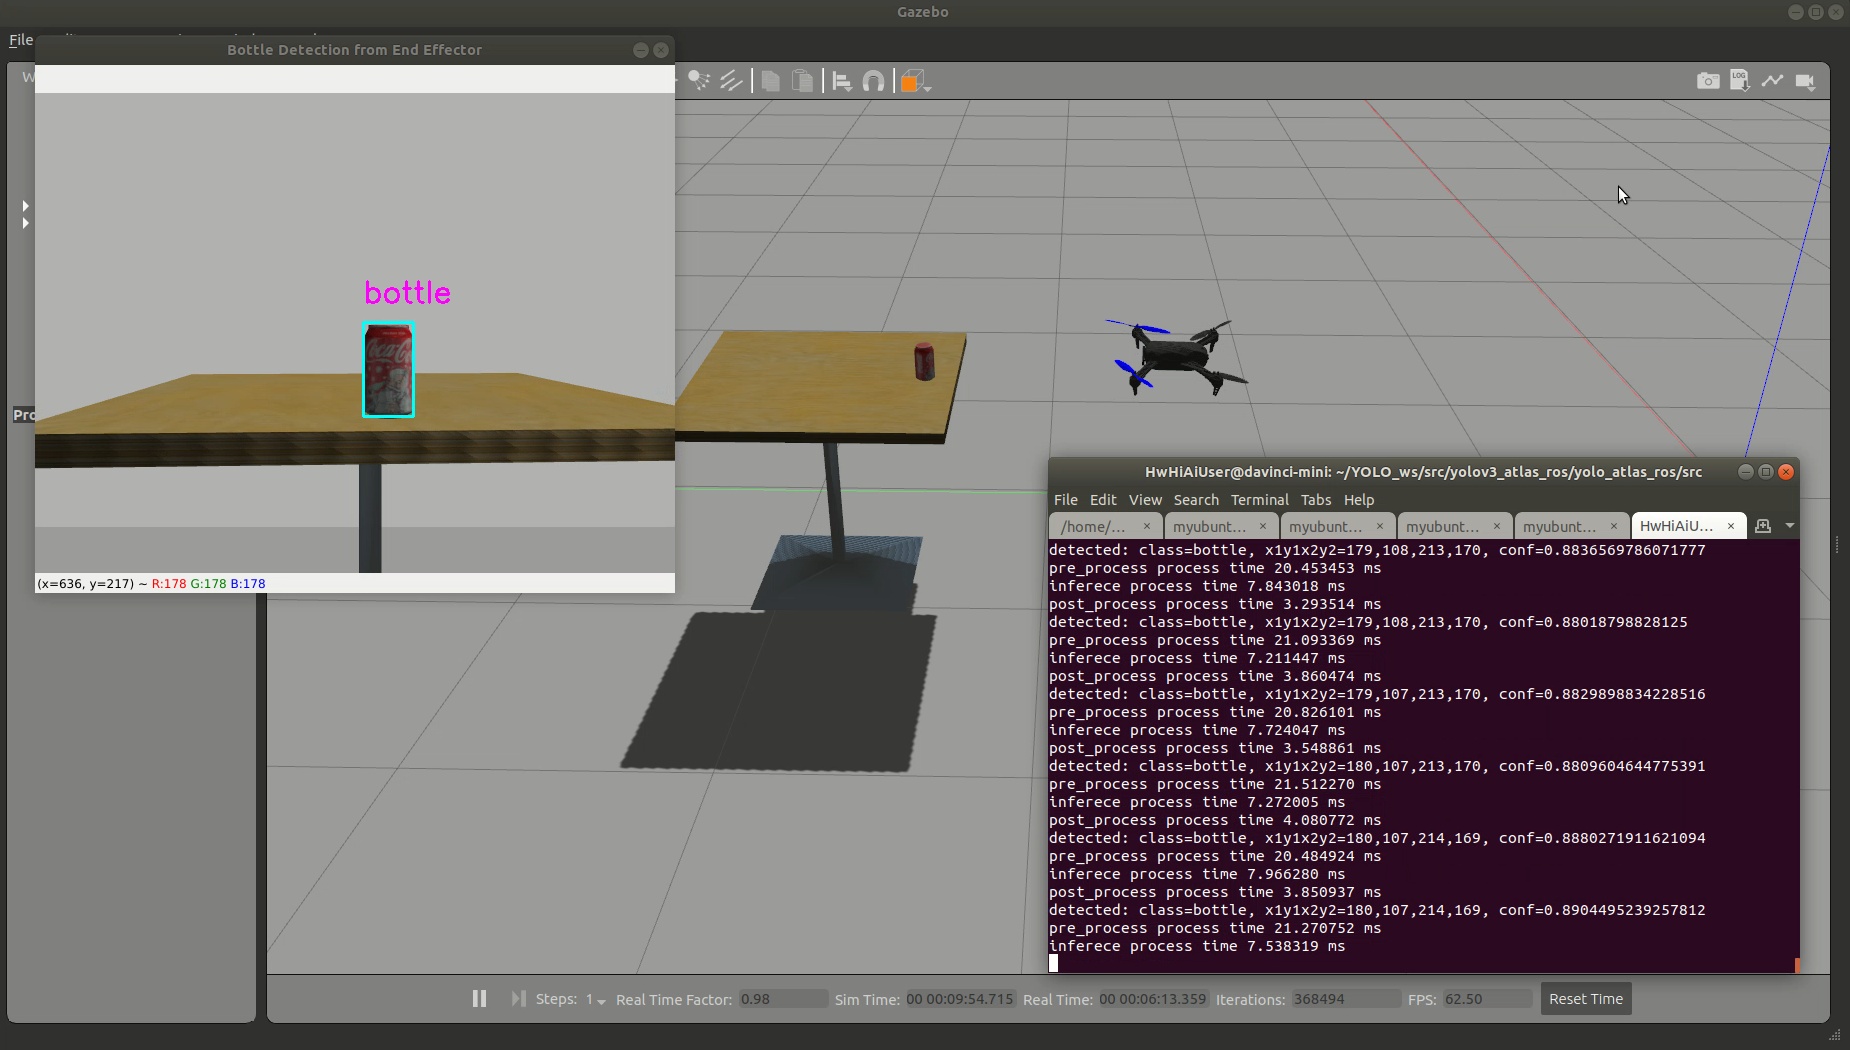 Gazebo
File
Bottle Detection from End Effector
W
LOG
bottle
Coca-C
Pro
(x=636, y=217) ~ R:178 G:178 B:178
HwHiAiUser@davinci-mini: ~/YOLO_ws/src/yolov3_atlas_ros/yolo_atlas_ros/src
File Edit View Search Terminal Tabs Help
/home/... × myubunt... × myubunt... × myubunt... × myubunt... × HwHiAiU... ×
detected: class=bottle, x1y1x2y2=179,108,213,170, conf=0.8836569786071777
pre_process process time 20.453453 ms
inferece process time 7.843018 ms
post_process process time 3.293514 ms
detected: class=bottle, x1y1x2y2=179,108,213,170, conf=0.88018798828125
pre_process process time 21.093369 ms
inferece process time 7.211447 ms
post_process process time 3.860474 ms
detected: class=bottle, x1y1x2y2=179,107,213,170, conf=0.8829898834228516
pre_process process time 20.826101 ms
inferece process time 7.724047 ms
post_process process time 3.548861 ms
detected: class=bottle, x1y1x2y2=180,107,213,170, conf=0.8809604644775391
pre_process process time 21.512270 ms
inferece process time 7.272005 ms
post_process process time 4.080772 ms
detected: class=bottle, x1y1x2y2=180,107,214,169, conf=0.8880271911621094
pre_process process time 20.484924 ms
inferece process time 7.966280 ms
post_process process time 3.850937 ms
detected: class=bottle, x1y1x2y2=180,107,214,169, conf=0.8904495239257812
pre_process process time 21.270752 ms
inferece process time 7.538319 ms
Steps: 1 Real Time Factor: 0.98 Sim Time: 00 00:09:54.715 Real Time: 00 00:06:13.359 Iterations: 368494 FPS: 62.50 Reset Time